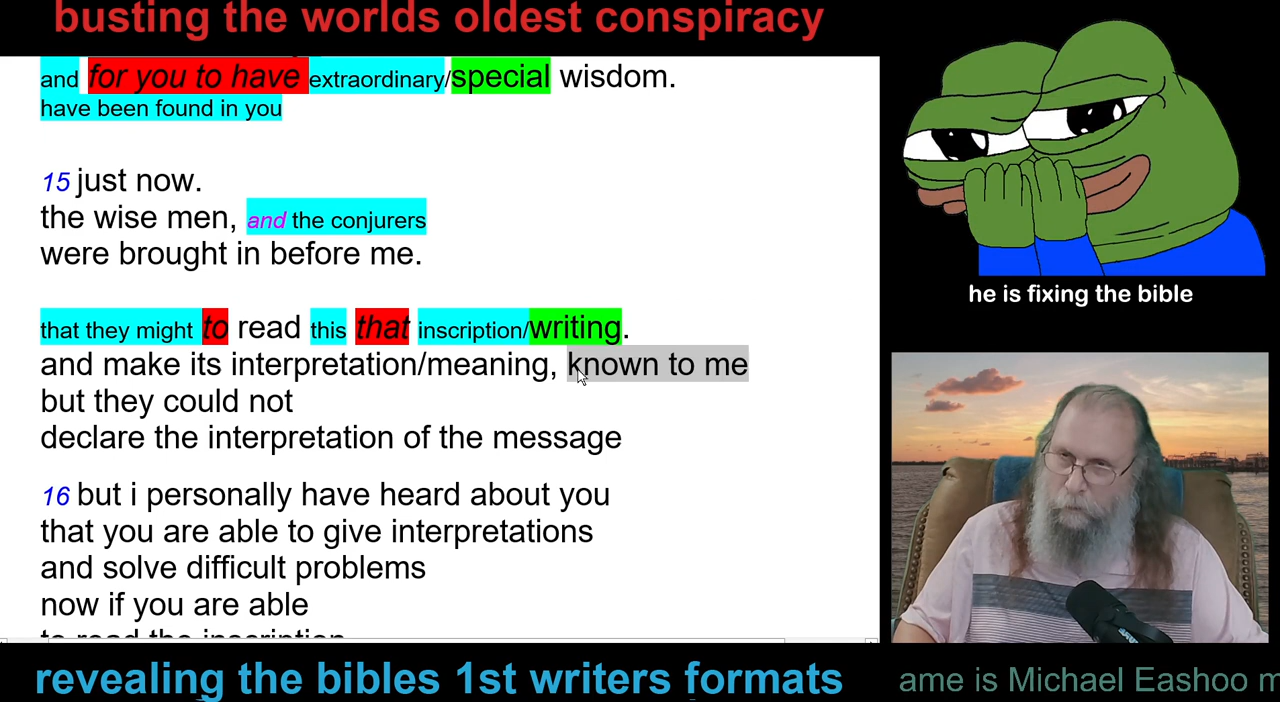 busting the worlds oldest conspiracy
and for you to have extraordinary/special wisdom.
have been found in you
15 just now.
the wise men, and the conjurers
were brought in before me.
that they might to read this that inscription/writing.
and make its interpretation/meaning, known to me
but they could not
declare the interpretation of the message
16 but i personally have heard about you
that you are able to give interpretations
and solve difficult problems
now if you are able
to read the inscription
he is fixing the bible
revealing the bibles 1st writers formats
ame is Michael Eashoo m